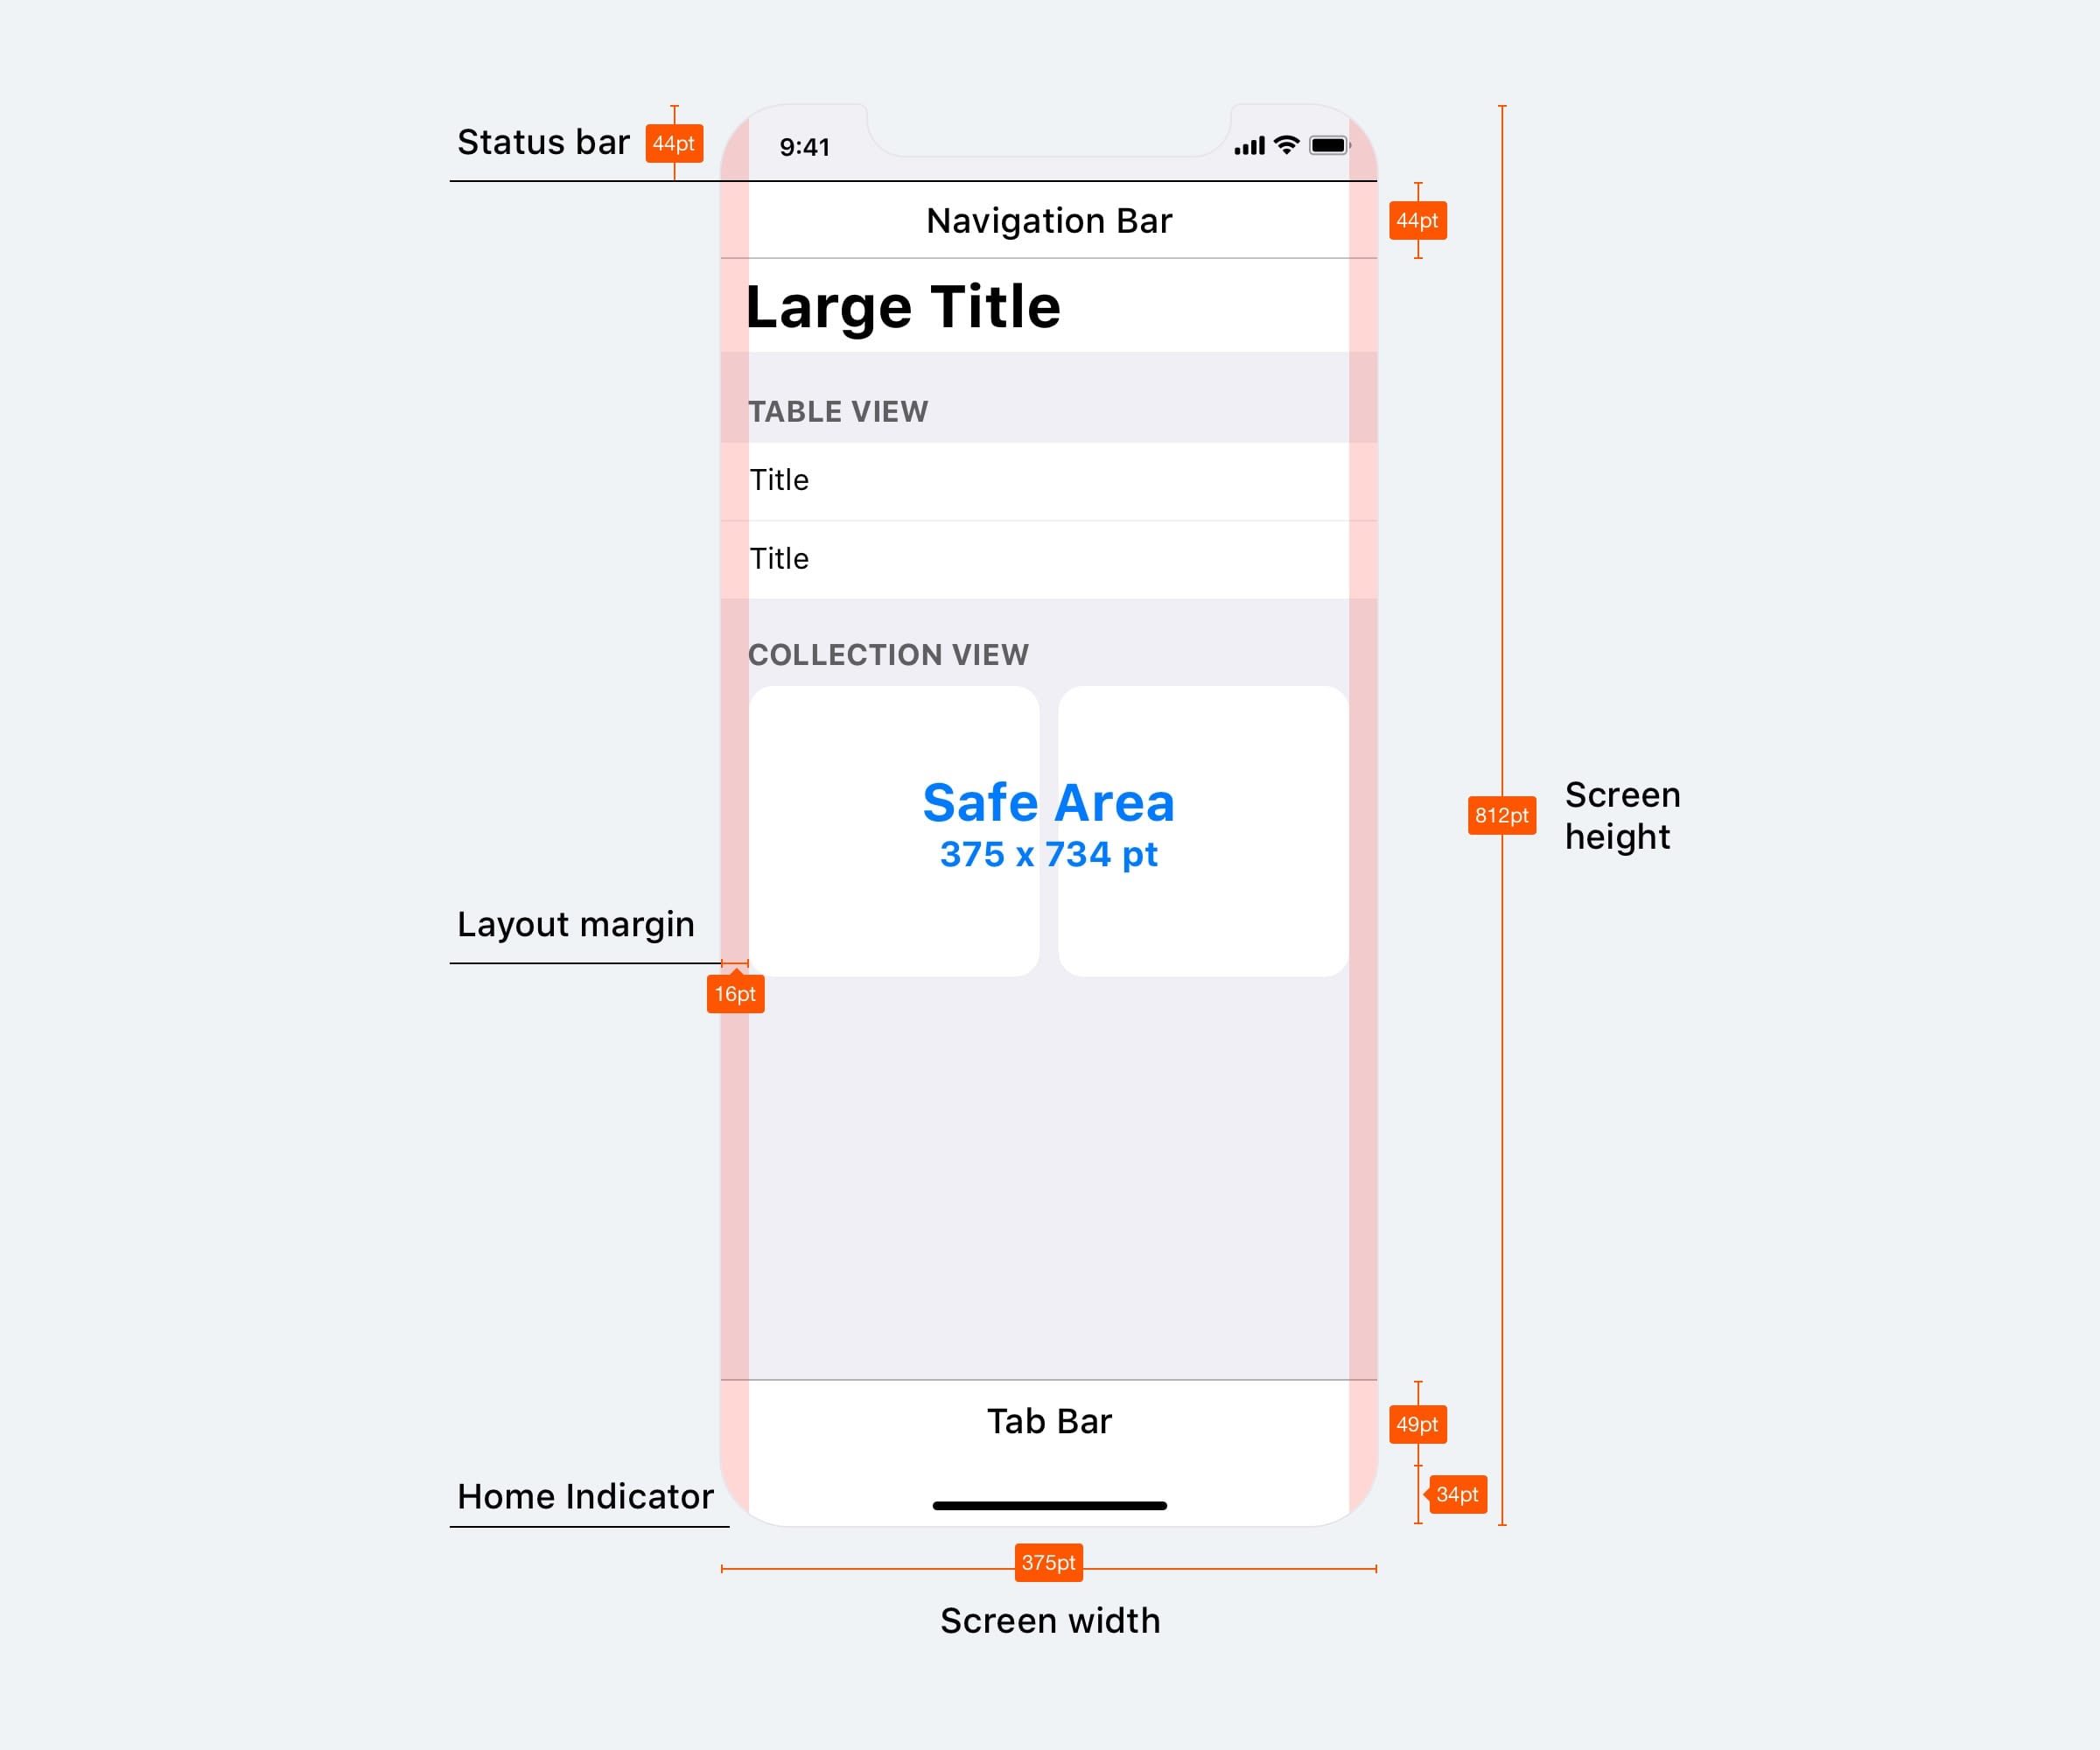 Status bar
44pt
9:41
Navigation Bar
44pt
Large Title
TABLE VIEW
Title
Title
COLLECTION VIEW
Safe Area
375 x 734 pt
812pt
Screen
height
Layout margin
16pt
Tab Bar
49pt
Home Indicator
34pt
375pt
Screen width